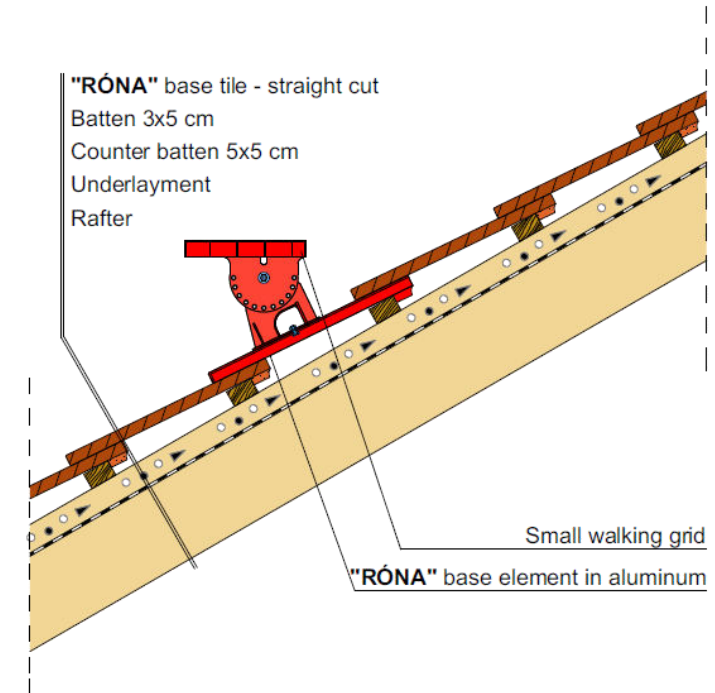 "RÓNA" base tile - straight cut
Batten 3x5 cm
Counter batten 5x5 cm
Underlayment
Rafter
Small walking grid
"RÓNA" base element in aluminum